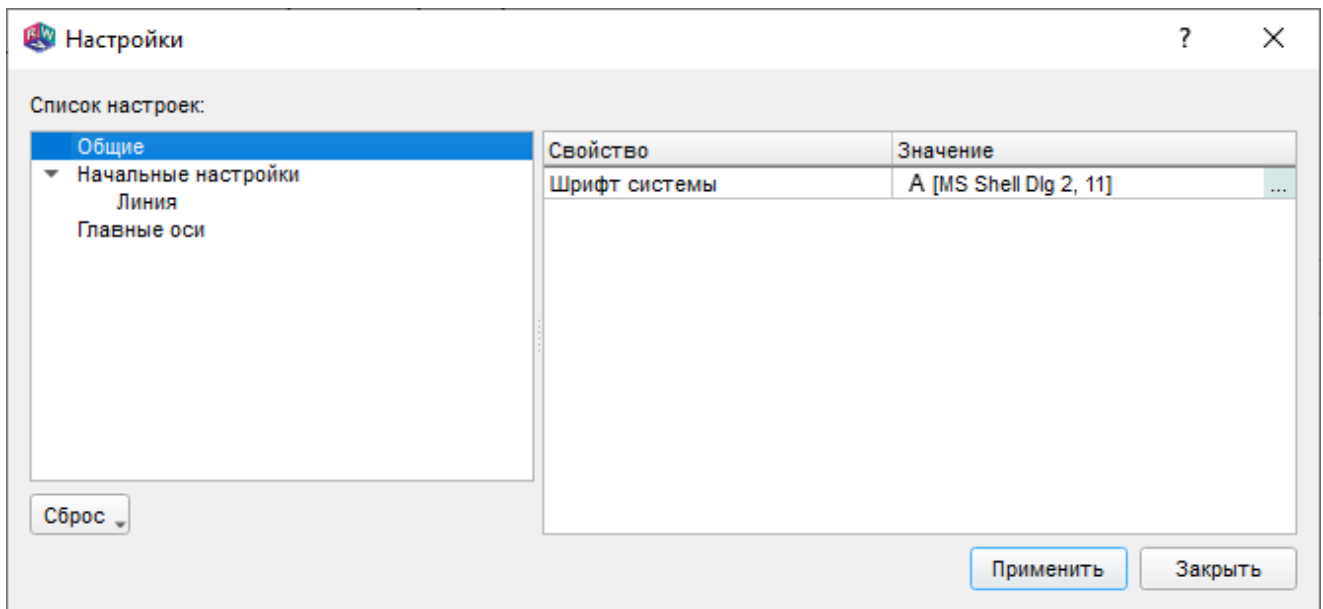 Настройки ?
Список настроек:
Общие
Начальные настройки
Линия
Главные оси
Свойство Значение
Шрифт системы A [MS Shell Dlg 2, 11] ...
Сброс
Применить Закрыть